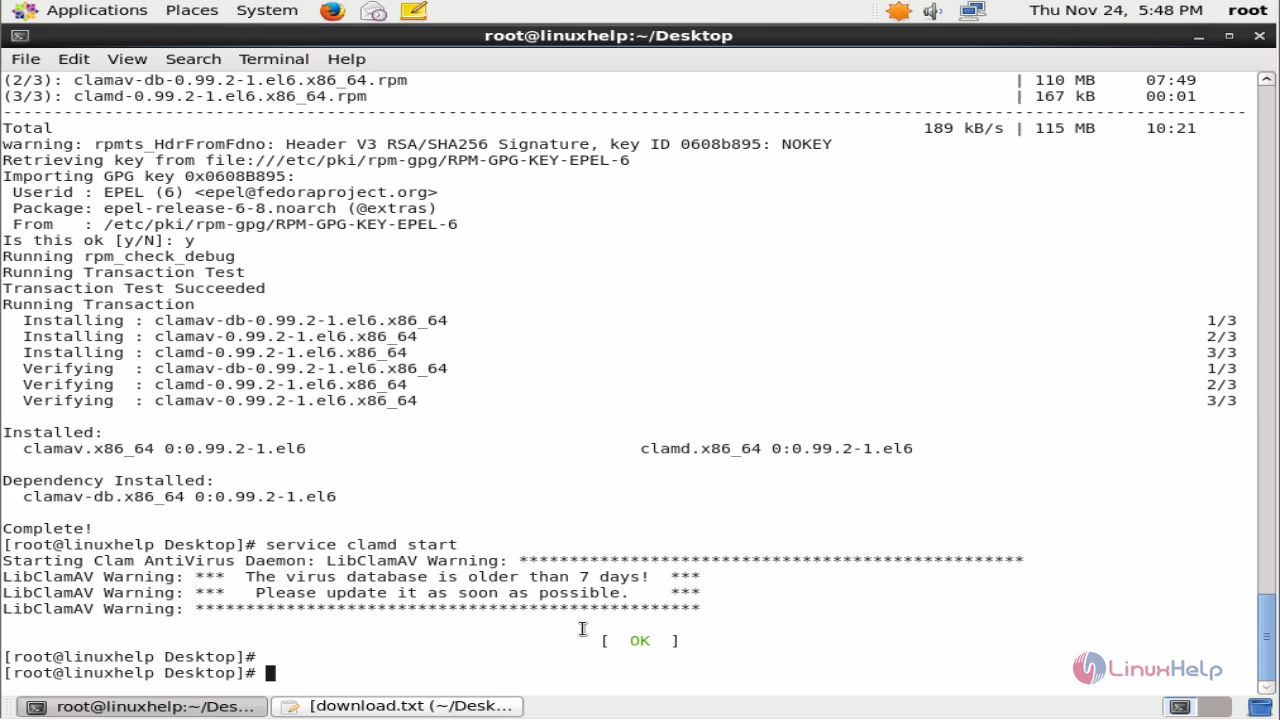 Applications Places System Thu Nov 24, 5:48 PM root
root@linuxhelp:~/Desktop
File Edit View Search Terminal Help
(2/3): clamav-db-0.99.2-1.el6.x86_64.rpm | 110 MB 07:49
(3/3): clamd-0.99.2-1.el6.x86_64.rpm | 167 kB 00:01
--------------------------------------------------------------------------------
Total 189 kB/s | 115 MB 10:21
warning: rpmts_HdrFromFdno: Header V3 RSA/SHA256 Signature, key ID 0608b895: NOKEY
Retrieving key from file:///etc/pki/rpm-gpg/RPM-GPG-KEY-EPEL-6
Importing GPG key 0x0608B895:
 Userid : EPEL (6) <epel@fedoraproject.org>
 Package: epel-release-6-8.noarch (@extras)
 From   : /etc/pki/rpm-gpg/RPM-GPG-KEY-EPEL-6
Is this ok [y/N]: y
Running rpm_check_debug
Running Transaction Test
Transaction Test Succeeded
Running Transaction
  Installing : clamav-db-0.99.2-1.el6.x86_64 1/3
  Installing : clamav-0.99.2-1.el6.x86_64 2/3
  Installing : clamd-0.99.2-1.el6.x86_64 3/3
  Verifying  : clamav-db-0.99.2-1.el6.x86_64 1/3
  Verifying  : clamd-0.99.2-1.el6.x86_64 2/3
  Verifying  : clamav-0.99.2-1.el6.x86_64 3/3
Installed:
  clamav.x86_64 0:0.99.2-1.el6 clamd.x86_64 0:0.99.2-1.el6
Dependency Installed:
  clamav-db.x86_64 0:0.99.2-1.el6
Complete!
[root@linuxhelp Desktop]# service clamd start
Starting Clam AntiVirus Daemon: LibClamAV Warning: **************************************************
LibClamAV Warning: ***  The virus database is older than 7 days!  ***
LibClamAV Warning: ***   Please update it as soon as possible.    ***
LibClamAV Warning: **************************************************
[  OK  ]
[root@linuxhelp Desktop]#
[root@linuxhelp Desktop]#
LinuxHelp
root@linuxhelp:~/Des... [download.txt (~/Desk...